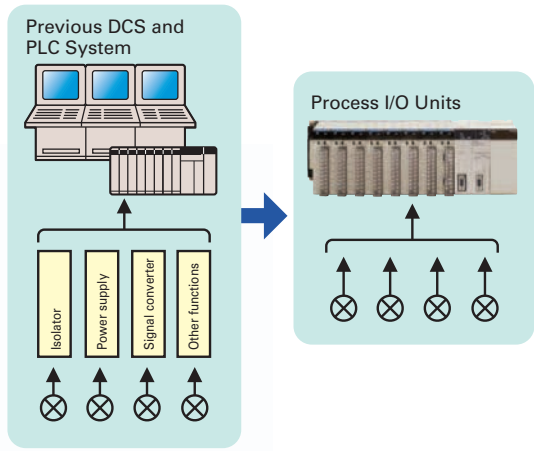 Previous DCS and
PLC System
Isolator
Power supply
Signal converter
Other functions
Process I/O Units